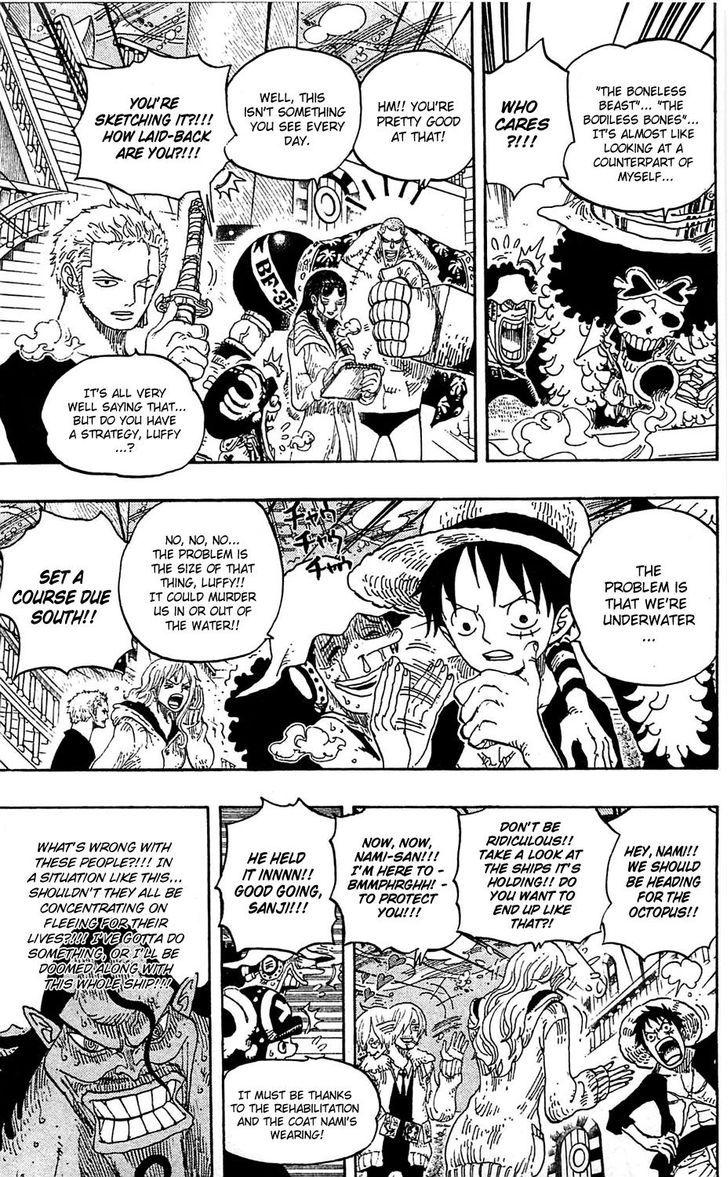 "THE BONELESS
BEAST"... "THE
BODILESS BONES"...
IT'S ALMOST LIKE
LOOKING AT A
COUNTERPART OF
MYSELF...
WHO
CARES
?!!!
HM!! YOU'RE
PRETTY GOOD
AT THAT!
WELL, THIS
ISN'T SOMETHING
YOU SEE EVERY
DAY.
YOU'RE
SKETCHING IT?!!!
HOW LAID-BACK
ARE YOU?!!!
BF-37
IT'S ALL VERY
WELL SAYING THAT...
BUT DO YOU HAVE
A STRATEGY, LUFFY
...?
THE
PROBLEM IS
THAT WE'RE
UNDERWATER
...
チャウ
チャウ
チャウ
NO, NO, NO...
THE PROBLEM IS
THE SIZE OF THAT
THING, LUFFY!!
IT COULD MURDER
US IN OR OUT OF
THE WATER!!
SET A
COURSE DUE
SOUTH!!
HEY, NAMI!!
WE SHOULD
BE HEADING
FOR THE
OCTOPUS!!
DON'T BE
RIDICULOUS!!
TAKE A LOOK AT
THE SHIPS IT'S
HOLDING!! DO
YOU WANT TO
END UP LIKE
THAT?!
NOW, NOW,
NAMI-SAN!!!
I'M HERE TO -
BMMPHRGHH! -
TO PROTECT
YOU!!!
HE HELD
IT INNNN!!
GOOD GOING,
SANJI!!!
IT MUST BE THANKS
TO THE REHABILITATION
AND THE COAT NAMI'S
WEARING!
WHAT'S WRONG WITH
THESE PEOPLE?!!! IN
A SITUATION LIKE THIS...
SHOULDN'T THEY ALL BE
CONCENTRATING ON
FLEEING FOR THEIR
LIVES?!!! I'VE GOTTA DO
SOMETHING, OR I'LL BE
DOOMED ALONG WITH
THIS WHOLE SHIP!!!